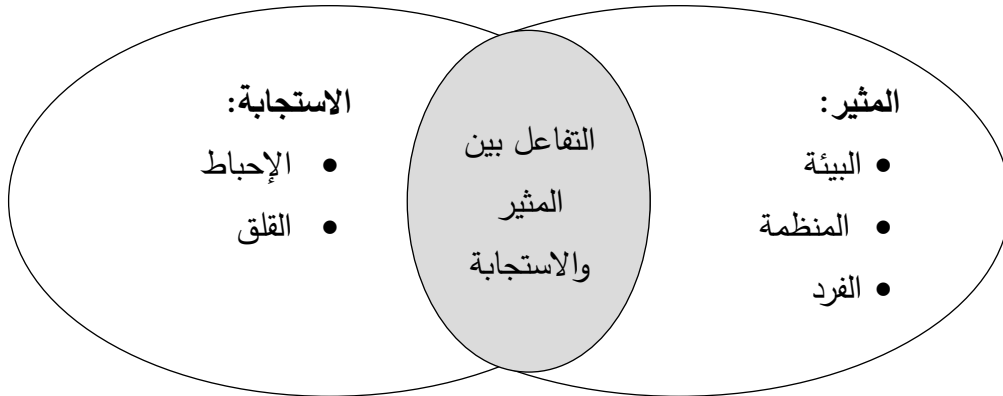 المثير:
• البيئة
• المنظمة
• الفرد
التفاعل بين
المثير
والاستجابة
الاستجابة:
• الإحباط
• القلق